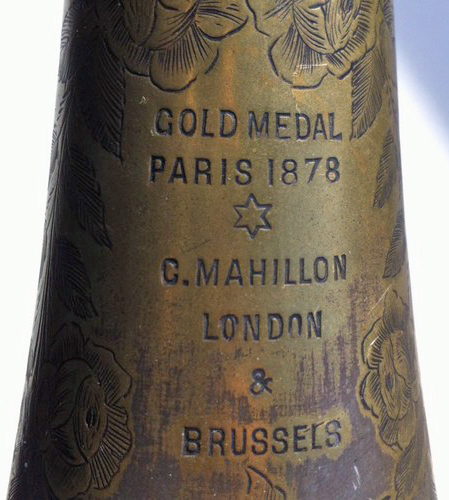 GOLD MEDAL
PARIS 1878
C. MAHILLON
LONDON
&
BRUSSELS